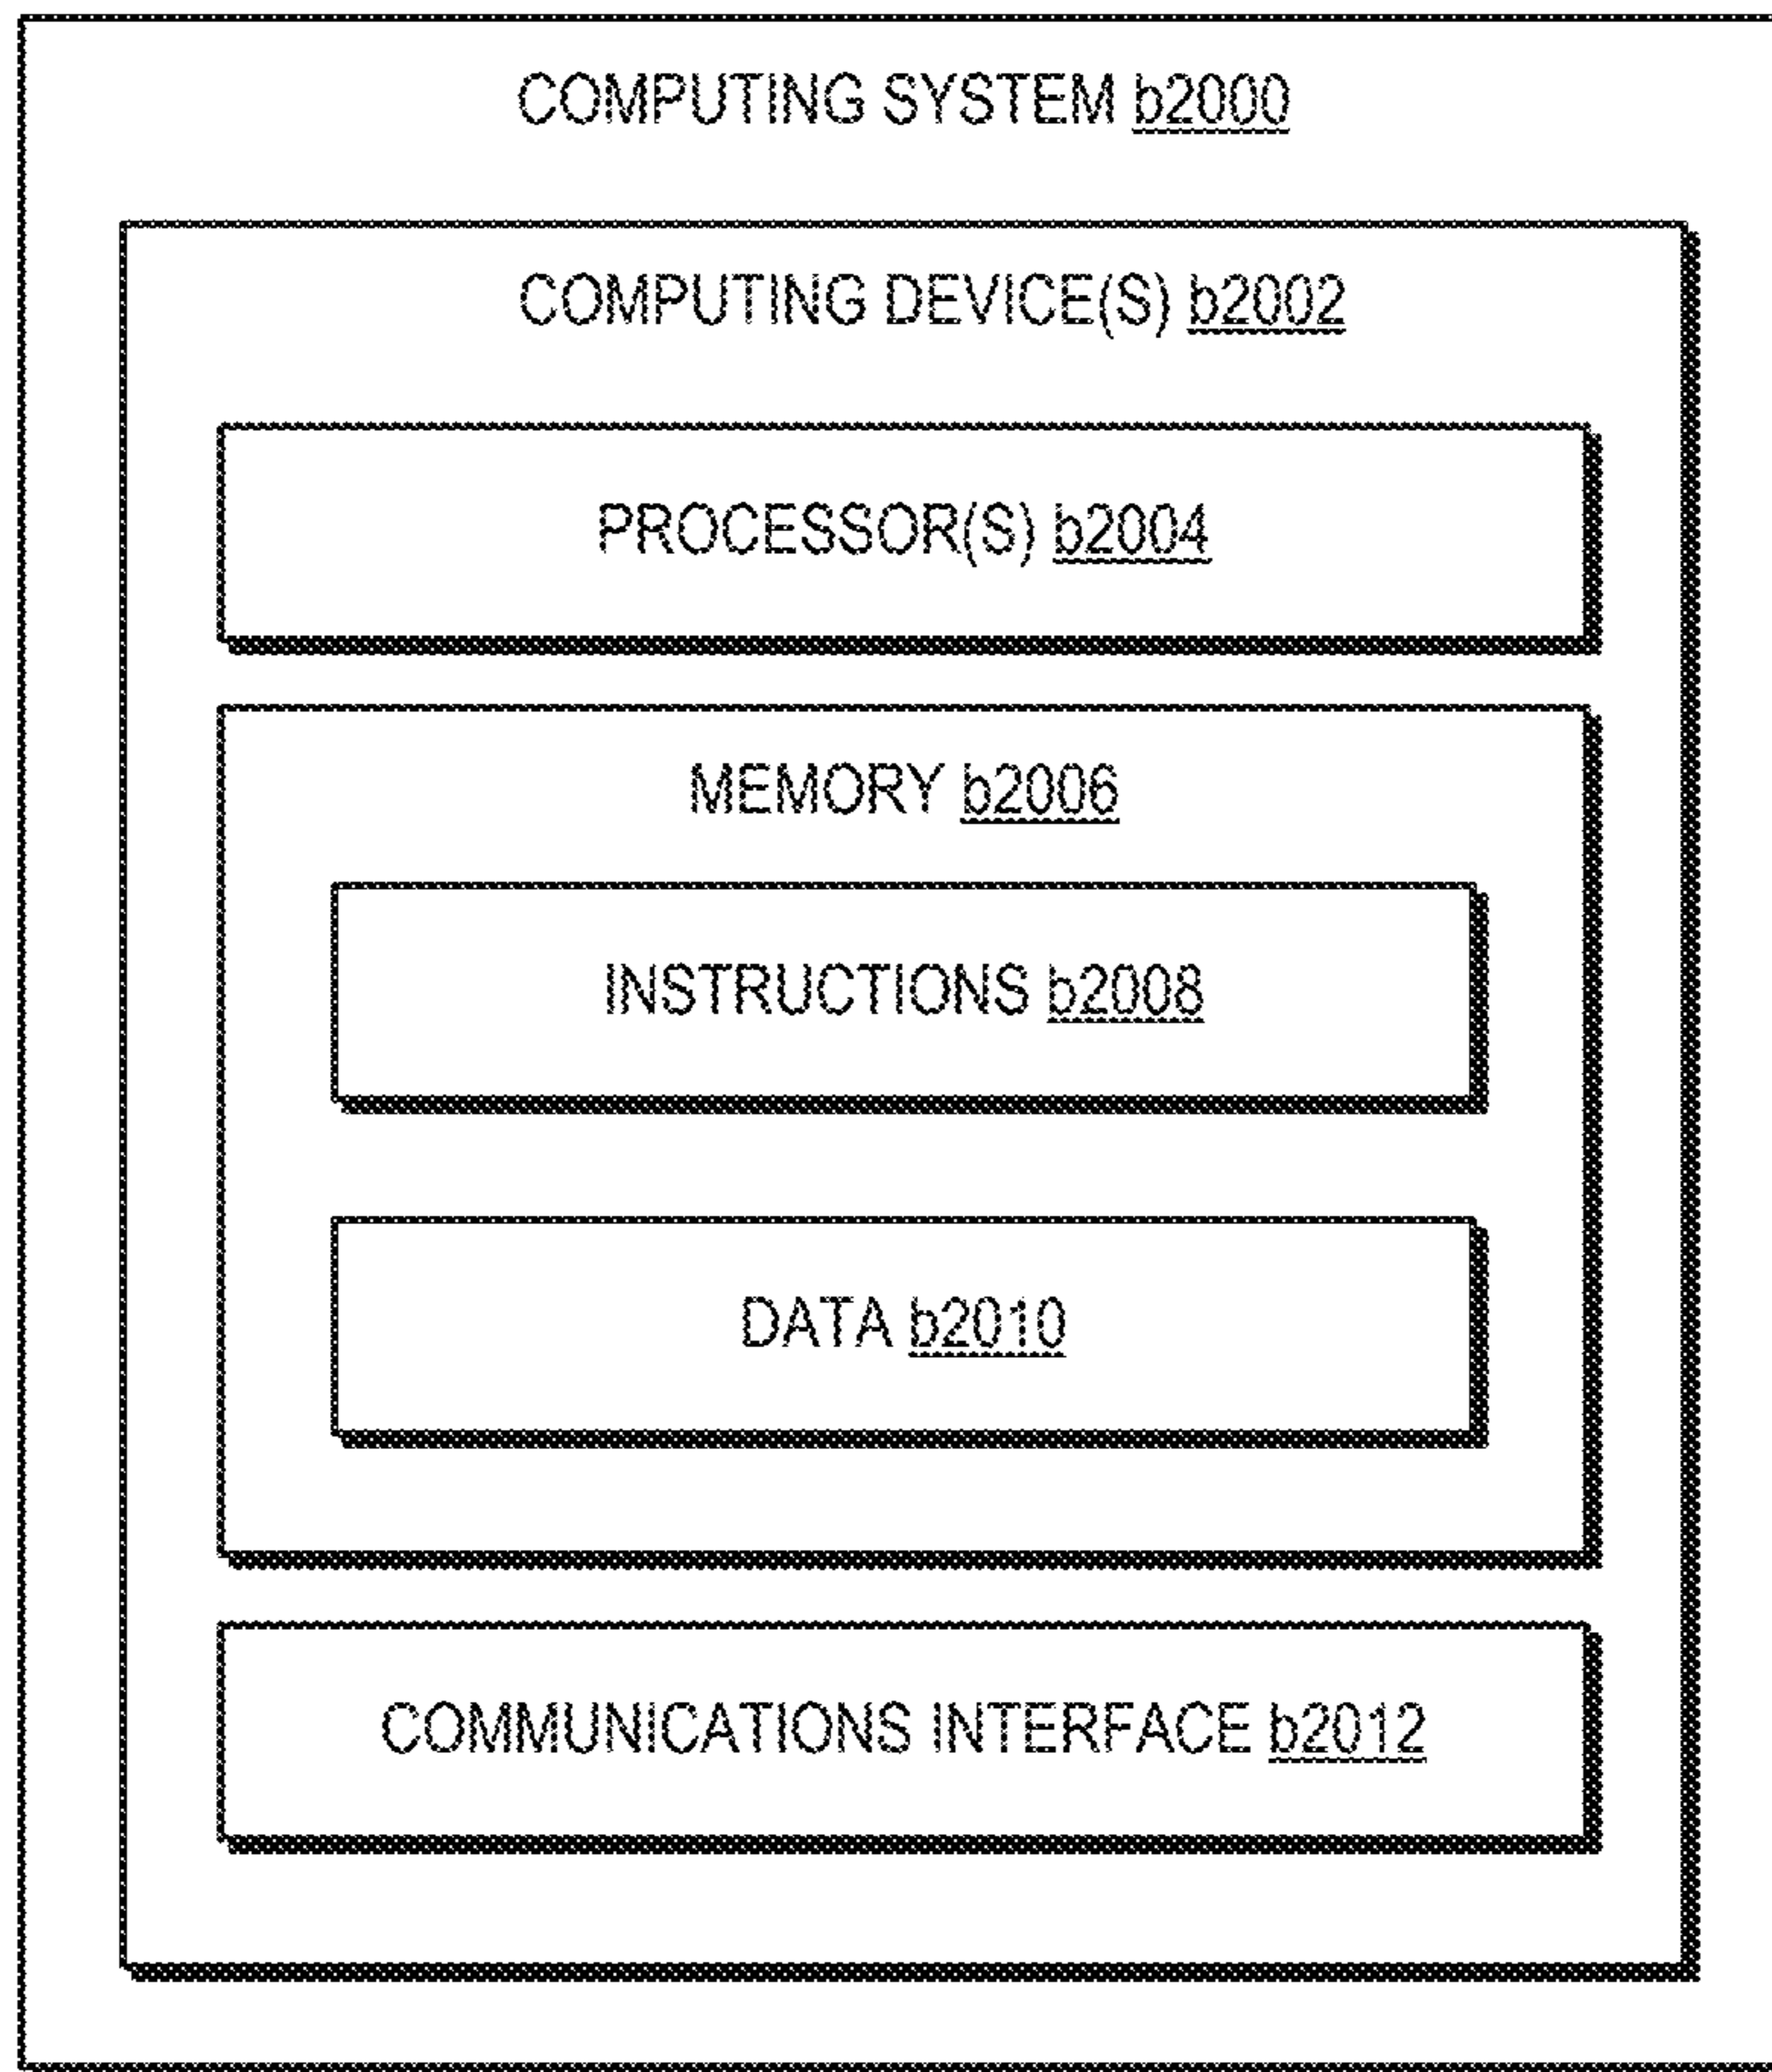 COMPUTING SYSTEM b2000
COMPUTING DEVICE(S) b2002
PROCESSOR(S) b2004
MEMORY b2006
INSTRUCTIONS b2008
DATA b2010
COMMUNICATIONS INTERFACE b2012